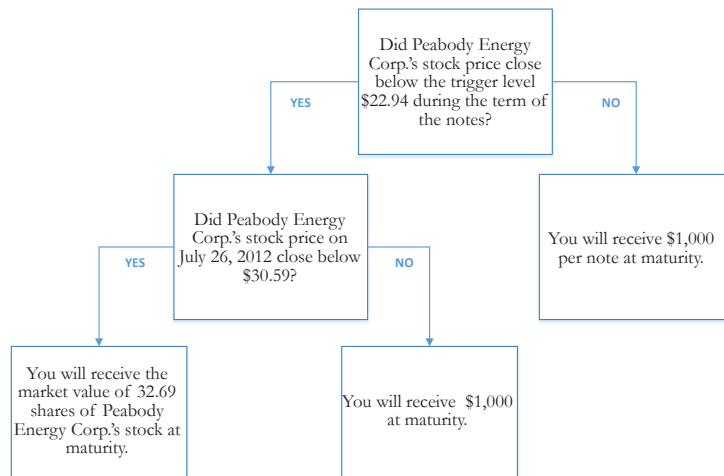 Did Peabody Energy
Corp.'s stock price close
below the trigger level
$22.94 during the term of
the notes?
YES
NO
Did Peabody Energy
Corp.'s stock price on
July 26, 2012 close below
$30.59?
You will receive $1,000
per note at maturity.
YES
NO
You will receive the
market value of 32.69
shares of Peabody
Energy Corp.'s stock at
maturity.
You will receive $1,000
at maturity.